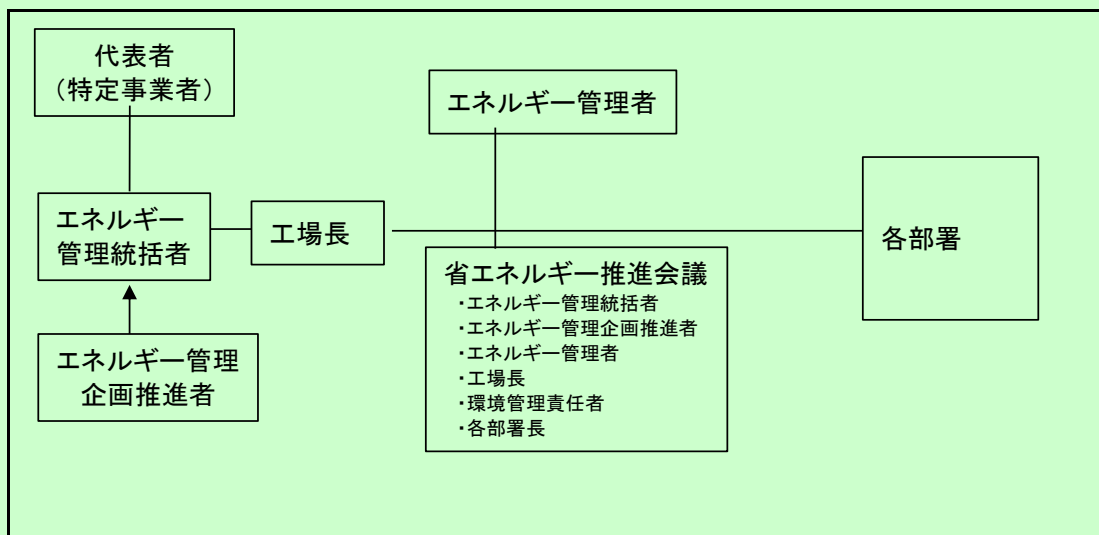 代表者
（特定事業者）
エネルギー管理者
エネルギー
管理統括者
工場長
各部署
省エネルギー推進会議
・エネルギー管理統括者
・エネルギー管理企画推進者
・エネルギー管理者
・工場長
・環境管理責任者
・各部署長
エネルギー管理
企画推進者